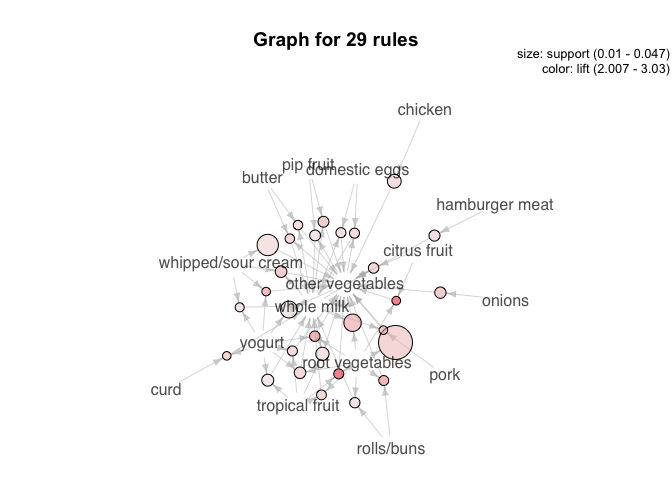 Graph for 29 rules
size: support (0.01 - 0.047)
color: lift (2.007 - 3.03)
chicken
pip fruit
domestic eggs
butter
hamburger meat
citrus fruit
whipped/sour cream
other vegetables
onions
whole milk
yogurt
root vegetables
pork
curd
tropical fruit
rolls/buns